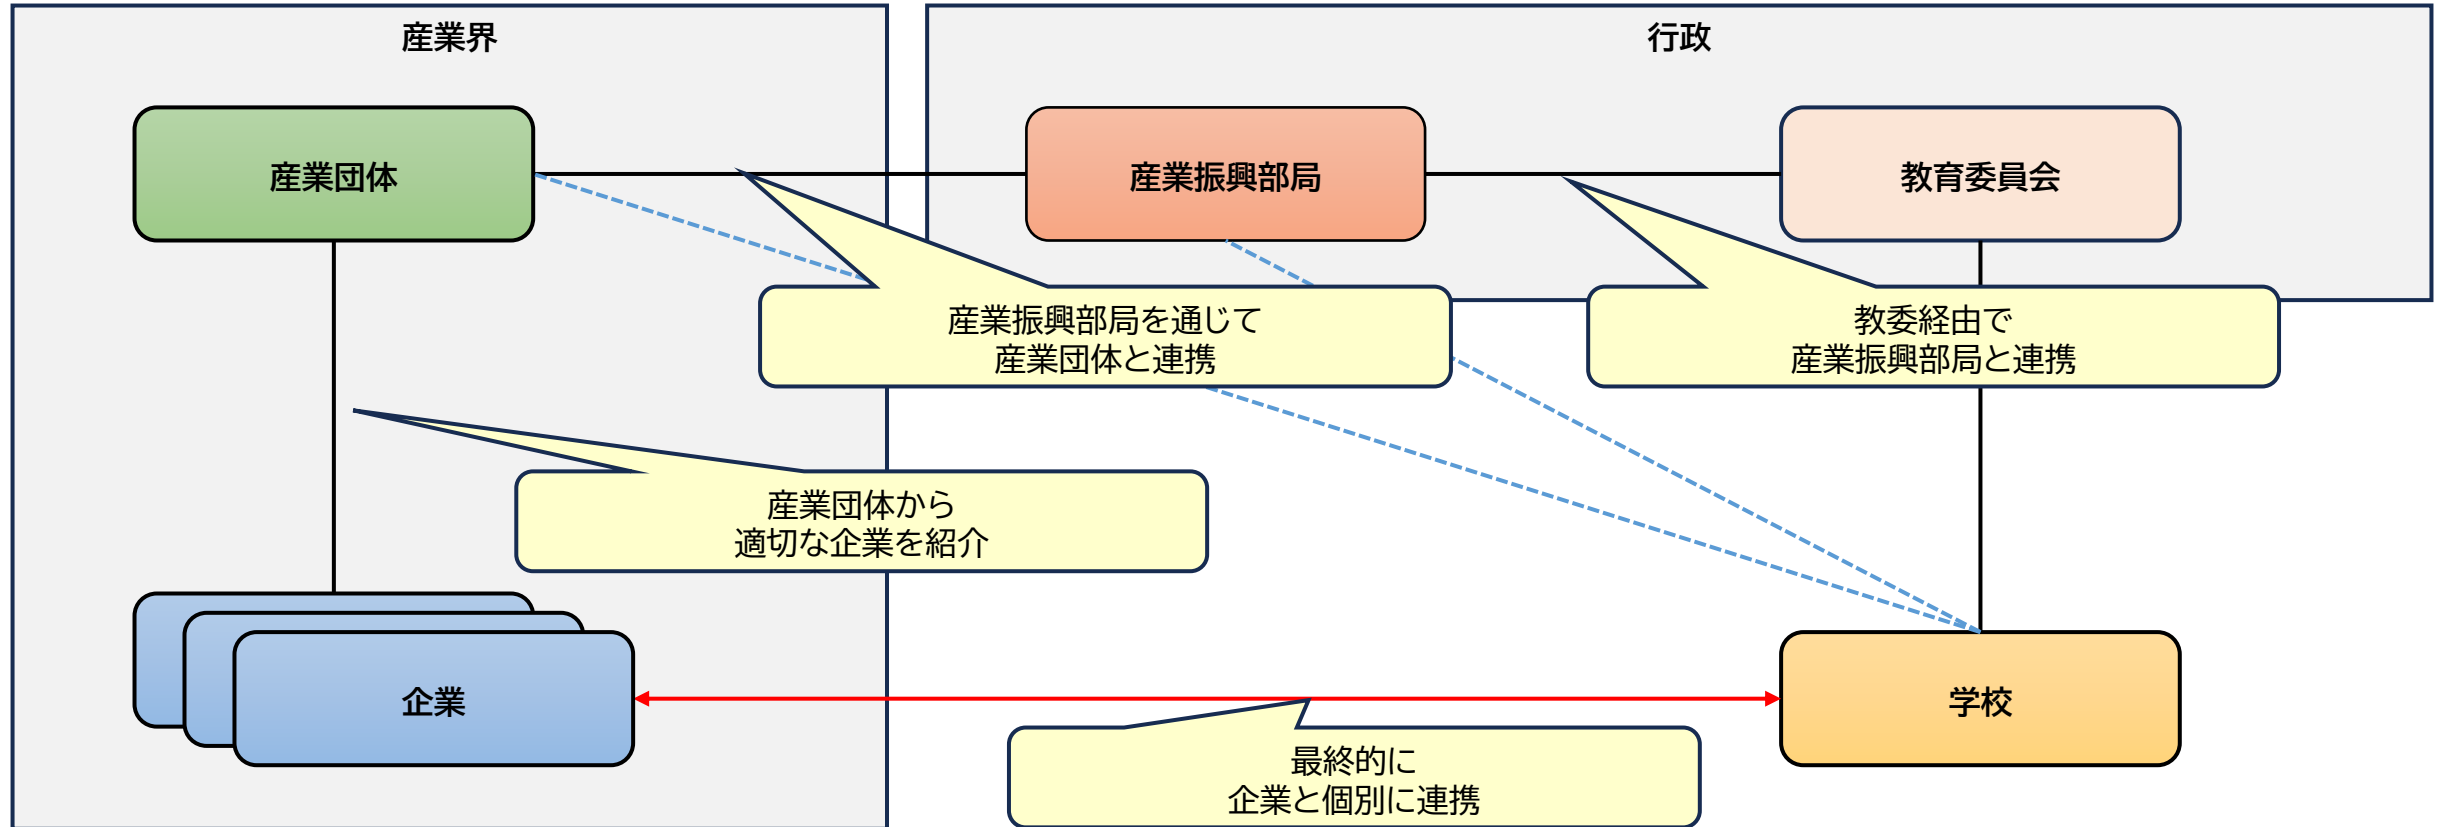 産業界
行政
産業団体
産業振興部局
教育委員会
産業振興部局を通じて
産業団体と連携
教委経由で
産業振興部局と連携
産業団体から
適切な企業を紹介
企業
学校
最終的に
企業と個別に連携